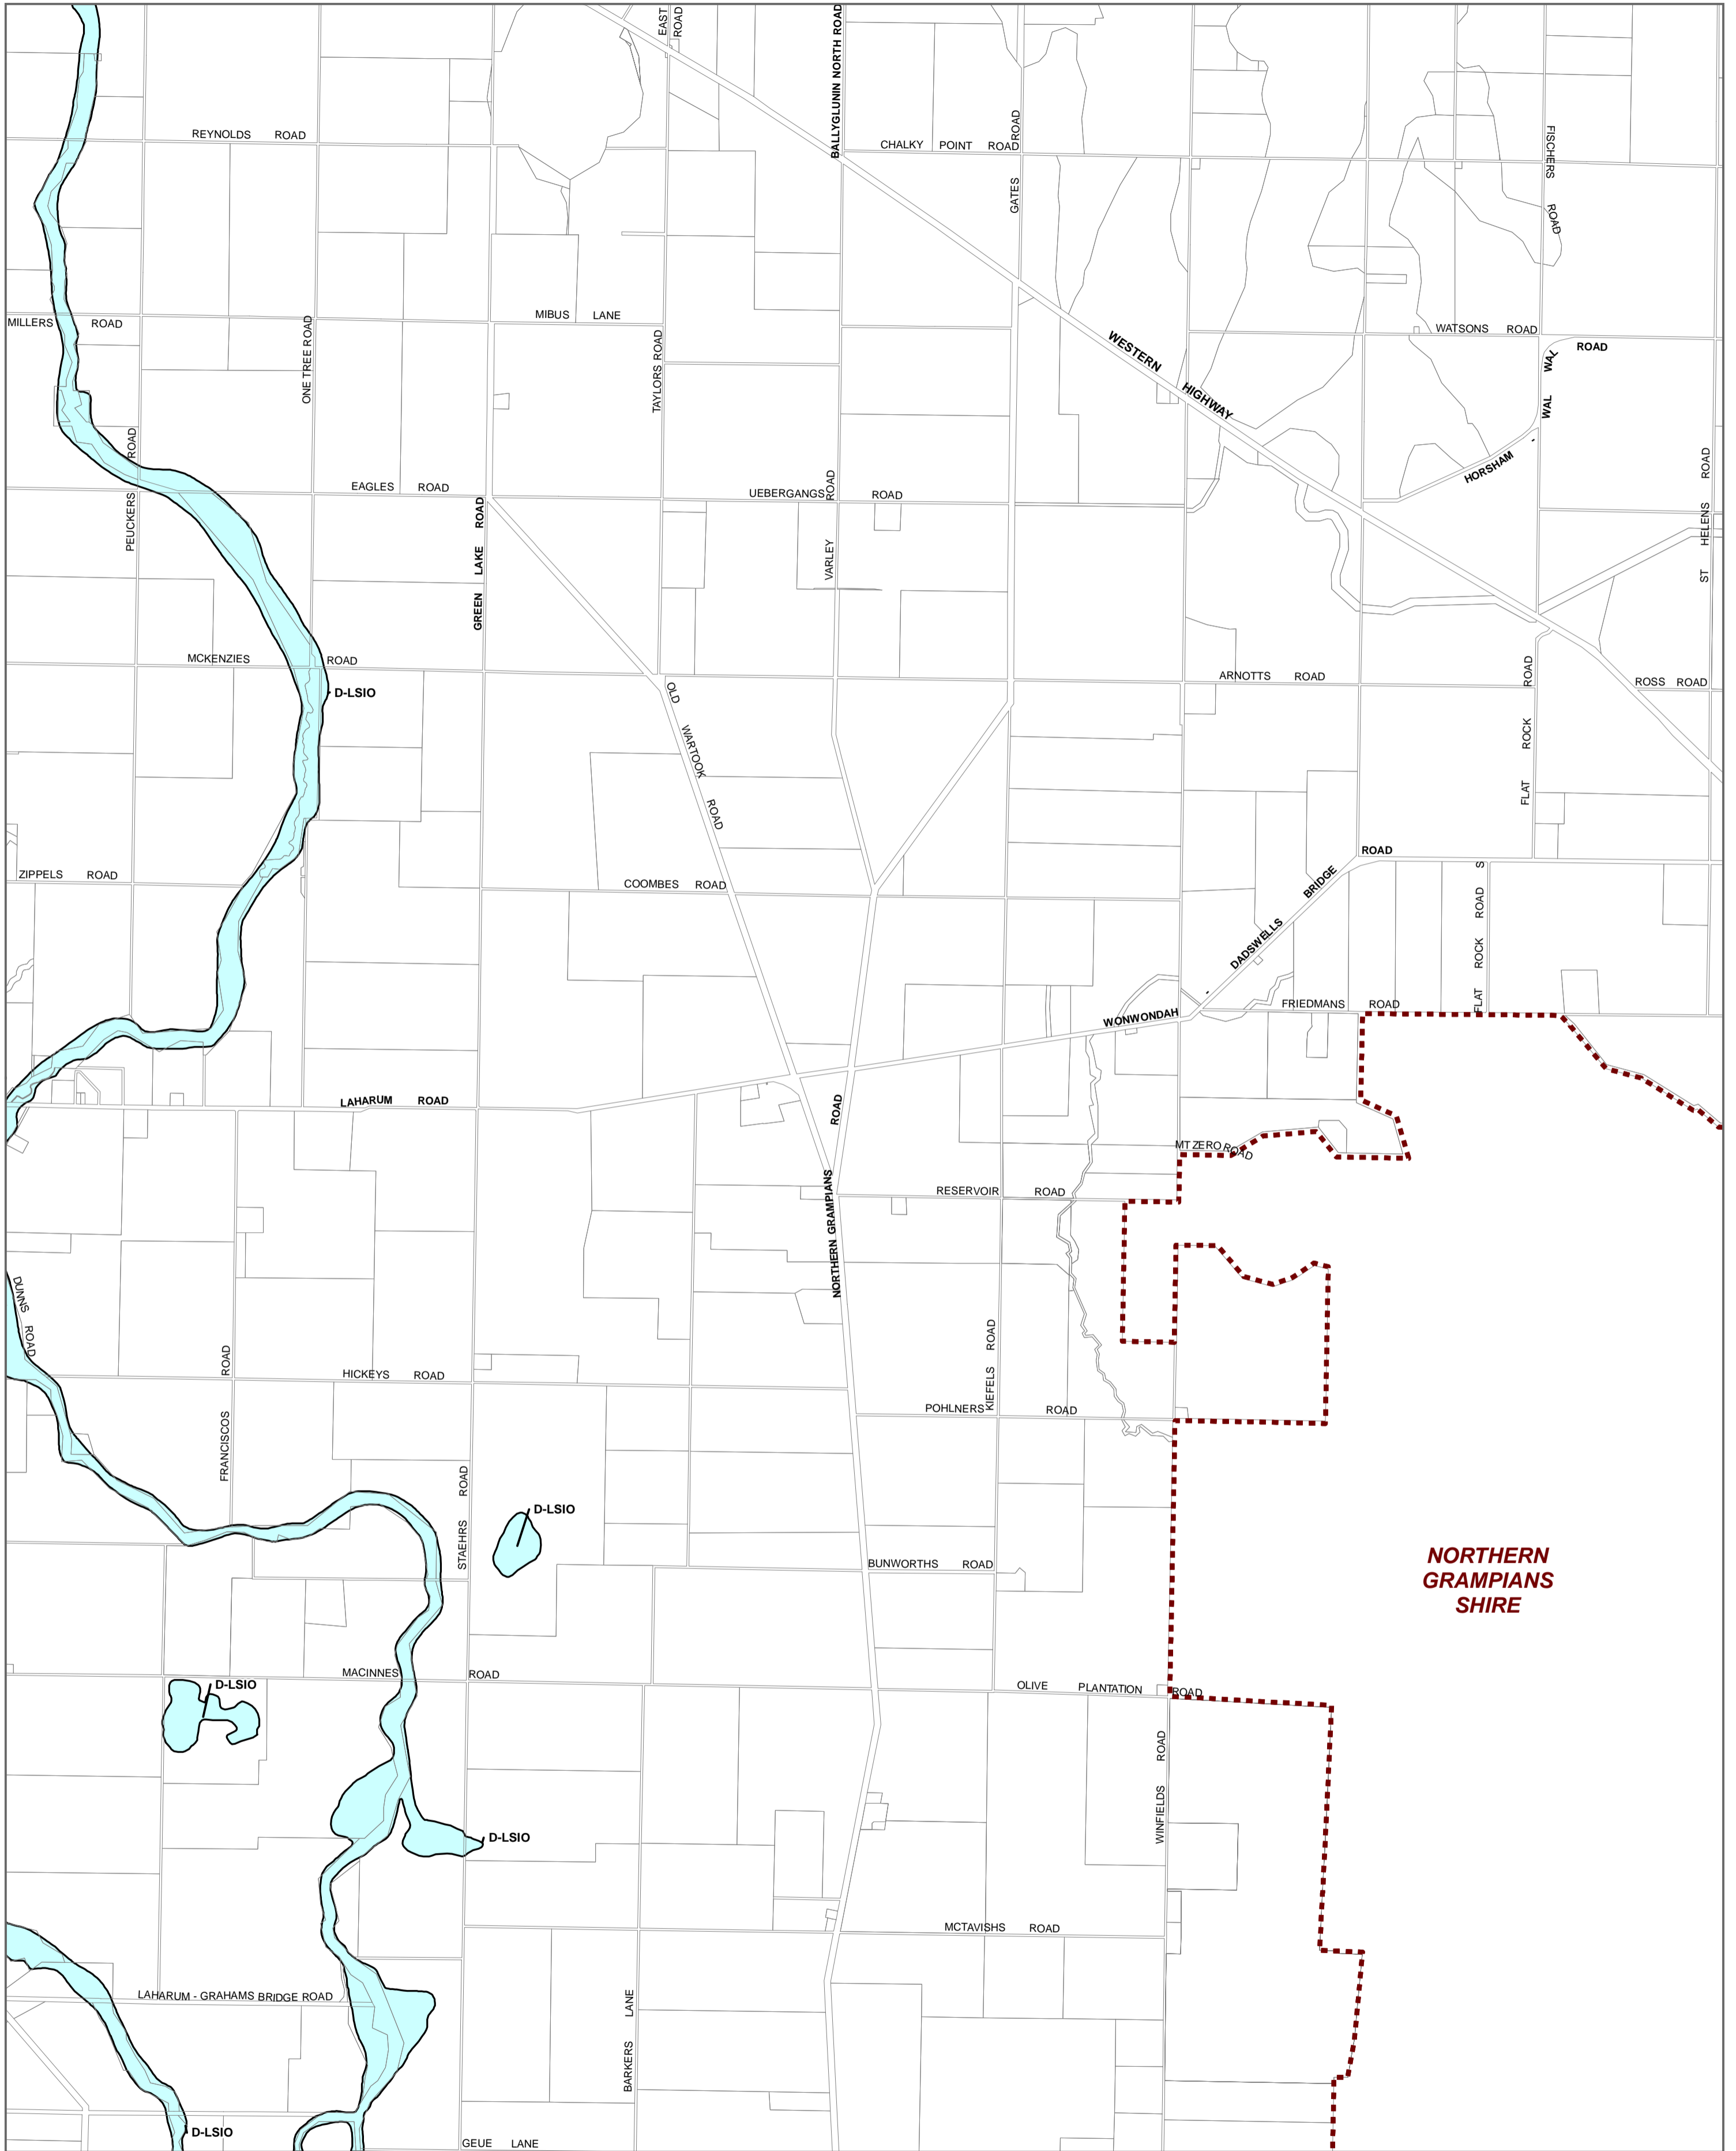 EAST ROAD
BALLYGLUNIN NORTH ROAD
REYNOLDS ROAD
CHALKY POINT ROAD
GATES ROAD
FISCHERS ROAD
MILLERS ROAD
ONE TREE ROAD
MIBUS LANE
TAYLORS ROAD
WESTERN HIGHWAY
WATSONS ROAD
HORSHAM - WAL WAL ROAD
PEUCKERS ROAD
EAGLES ROAD
GREEN LAKE ROAD
UEBERGANGS ROAD
VARLEY ROAD
ST HELENS ROAD
MCKENZIES ROAD
D-LSIO
OLD WARTOOK ROAD
ARNOTTS ROAD
FLAT ROCK ROAD
ROSS ROAD
ZIPPELS ROAD
COOMBES ROAD
WONWONDAH - DADSWELLS BRIDGE ROAD
FLAT ROCK ROAD S
FRIEDMANS ROAD
LAHARUM ROAD
NORTHERN GRAMPIANS ROAD
MT ZERO ROAD
RESERVOIR ROAD
DUNNS ROAD
FRANCISCOS ROAD
HICKEYS ROAD
KIEFELS ROAD
POHLNERS ROAD
STAEHRS ROAD
D-LSIO
BUNWORTHS ROAD
NORTHERN
GRAMPIANS
SHIRE
MACINNES ROAD
D-LSIO
OLIVE PLANTATION ROAD
WINFIELDS ROAD
D-LSIO
MCTAVISHS ROAD
LAHARUM - GRAHAMS BRIDGE ROAD
BARKERS LANE
D-LSIO
GEUE LANE